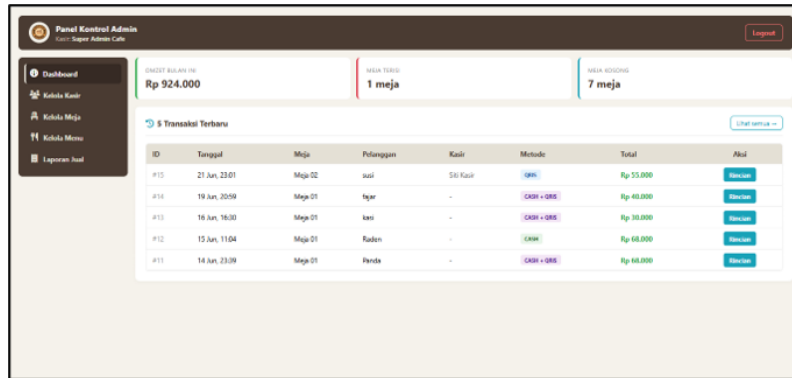 Panel Kontrol Admin
Kasir: Super Admin Cafe
Logout
Dashboard
Kelola Kasir
Kelola Meja
Kelola Menu
Laporan Jual
OMZET BULAN INI
Rp 924.000
MEJA TERISI
1 meja
MEJA KOSONG
7 meja
5 Transaksi Terbaru
Lihat semua →
ID Tanggal Meja Pelanggan Kasir Metode Total Aksi
#15 21 Jun, 23:01 Meja 02 susi Siti Kasir QRIS Rp 55.000 Rincian
#14 19 Jun, 20:59 Meja 01 fajar - CASH + QRIS Rp 40.000 Rincian
#13 16 Jun, 16:30 Meja 01 kasi - CASH + QRIS Rp 30.000 Rincian
#12 15 Jun, 11:04 Meja 01 Raden - CASH Rp 68.000 Rincian
#11 14 Jun, 23:39 Meja 01 Panda - CASH + QRIS Rp 68.000 Rincian